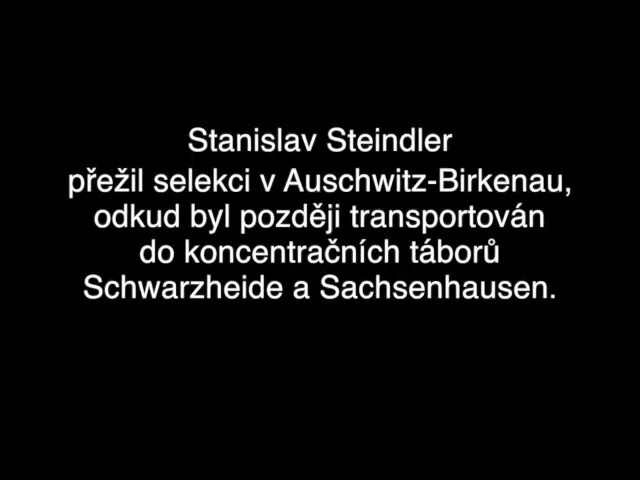 Stanislav Steindler
přežil selekci v Auschwitz-Birkenau,
odkud byl později transportován
do koncentračních táborů
Schwarzheide a Sachsenhausen.